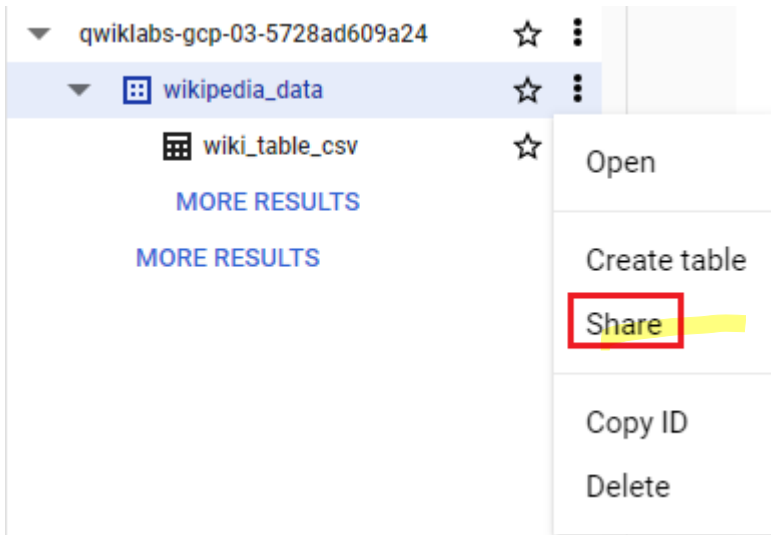 qwiklabs-gcp-03-5728ad609a24
wikipedia_data
wiki_table_csv
MORE RESULTS
MORE RESULTS
Open
Create table
Share
Copy ID
Delete